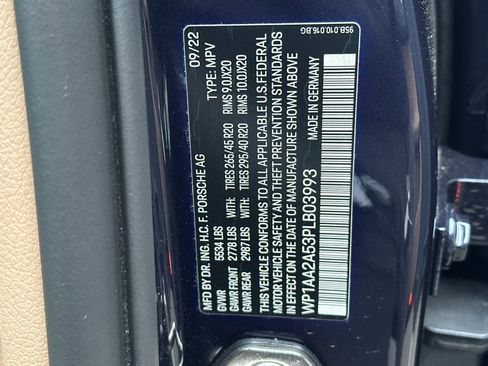 MFD BY DR. ING. H.C. F. PORSCHE AG 09/22
GVWR 5534 LBS TYPE: MPV
GAWR FRONT 2778 LBS WITH: TIRES 265/45 R20 RIMS 9.0JX20
GAWR REAR 2987 LBS WITH: TIRES 295/40 R20 RIMS 10.0JX20
THIS VEHICLE CONFORMS TO ALL APPLICABLE U.S. FEDERAL
MOTOR VEHICLE SAFETY AND THEFT PREVENTION STANDARDS
IN EFFECT ON THE DATE OF MANUFACTURE SHOWN ABOVE
WP1AA2A53PLB03993 MADE IN GERMANY
95B.010.016.BG